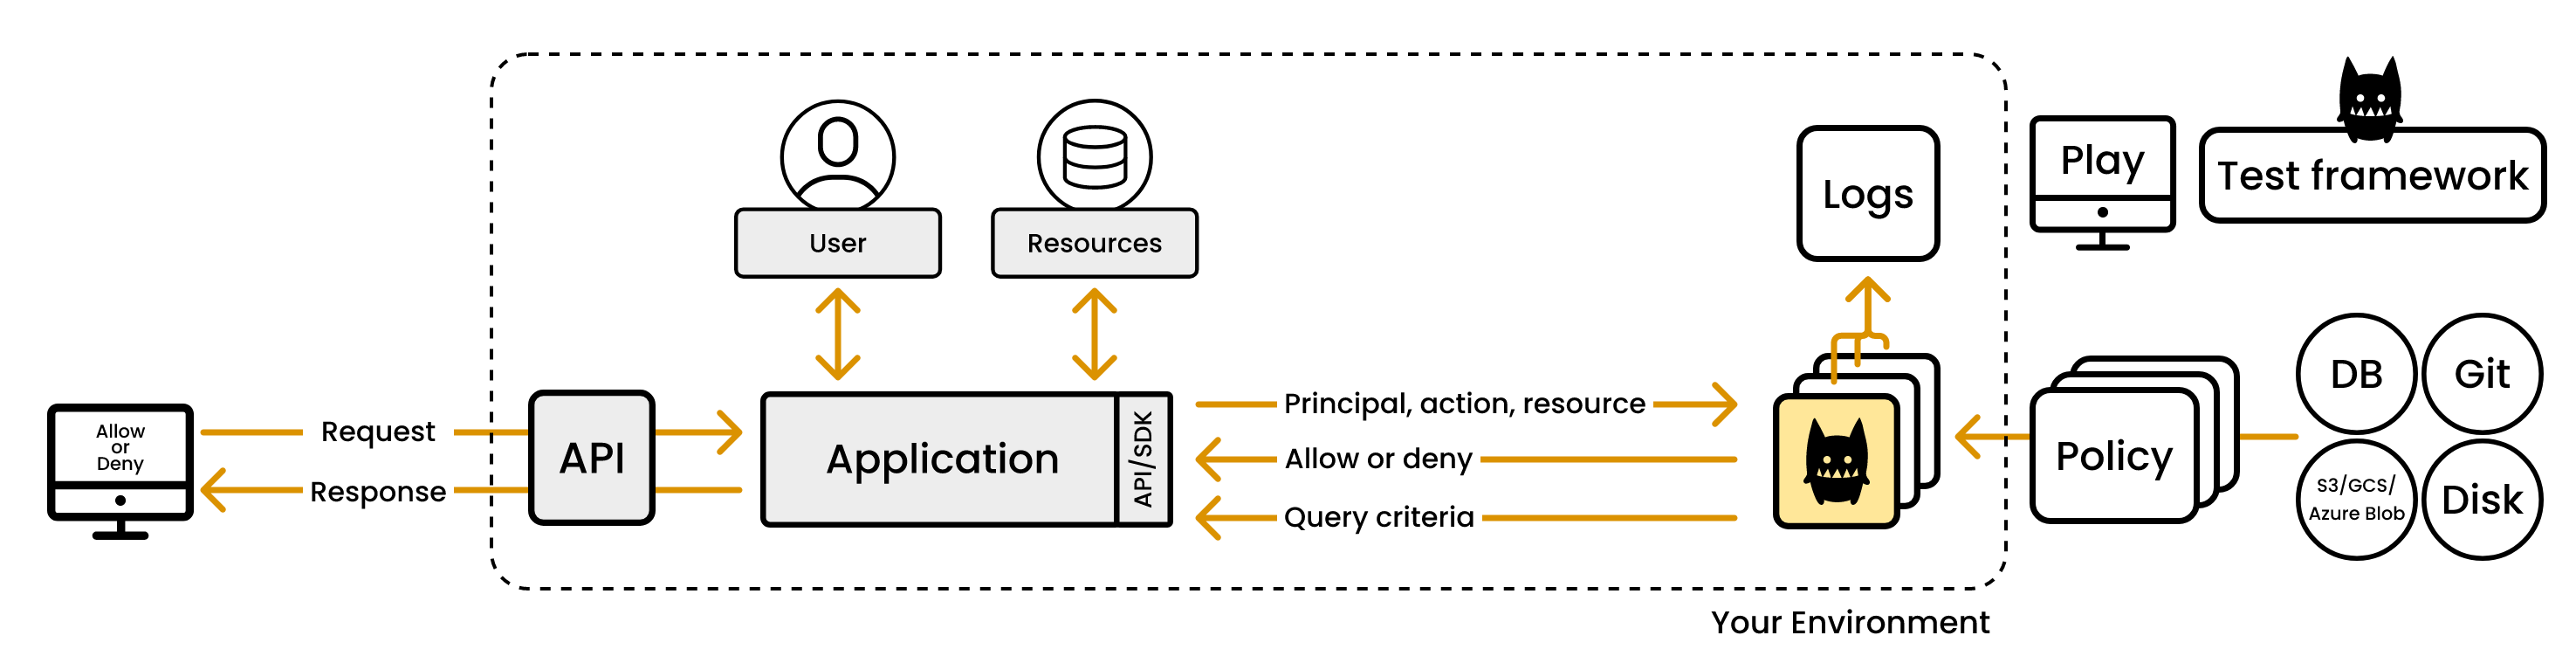 Allow
or
Deny
Request
Response
API
User
Resources
Application
API/SDK
Principal, action, resource
Allow or deny
Query criteria
Logs
Your Environment
Play
Test framework
Policy
DB
Git
S3/GCS/
Azure Blob
Disk